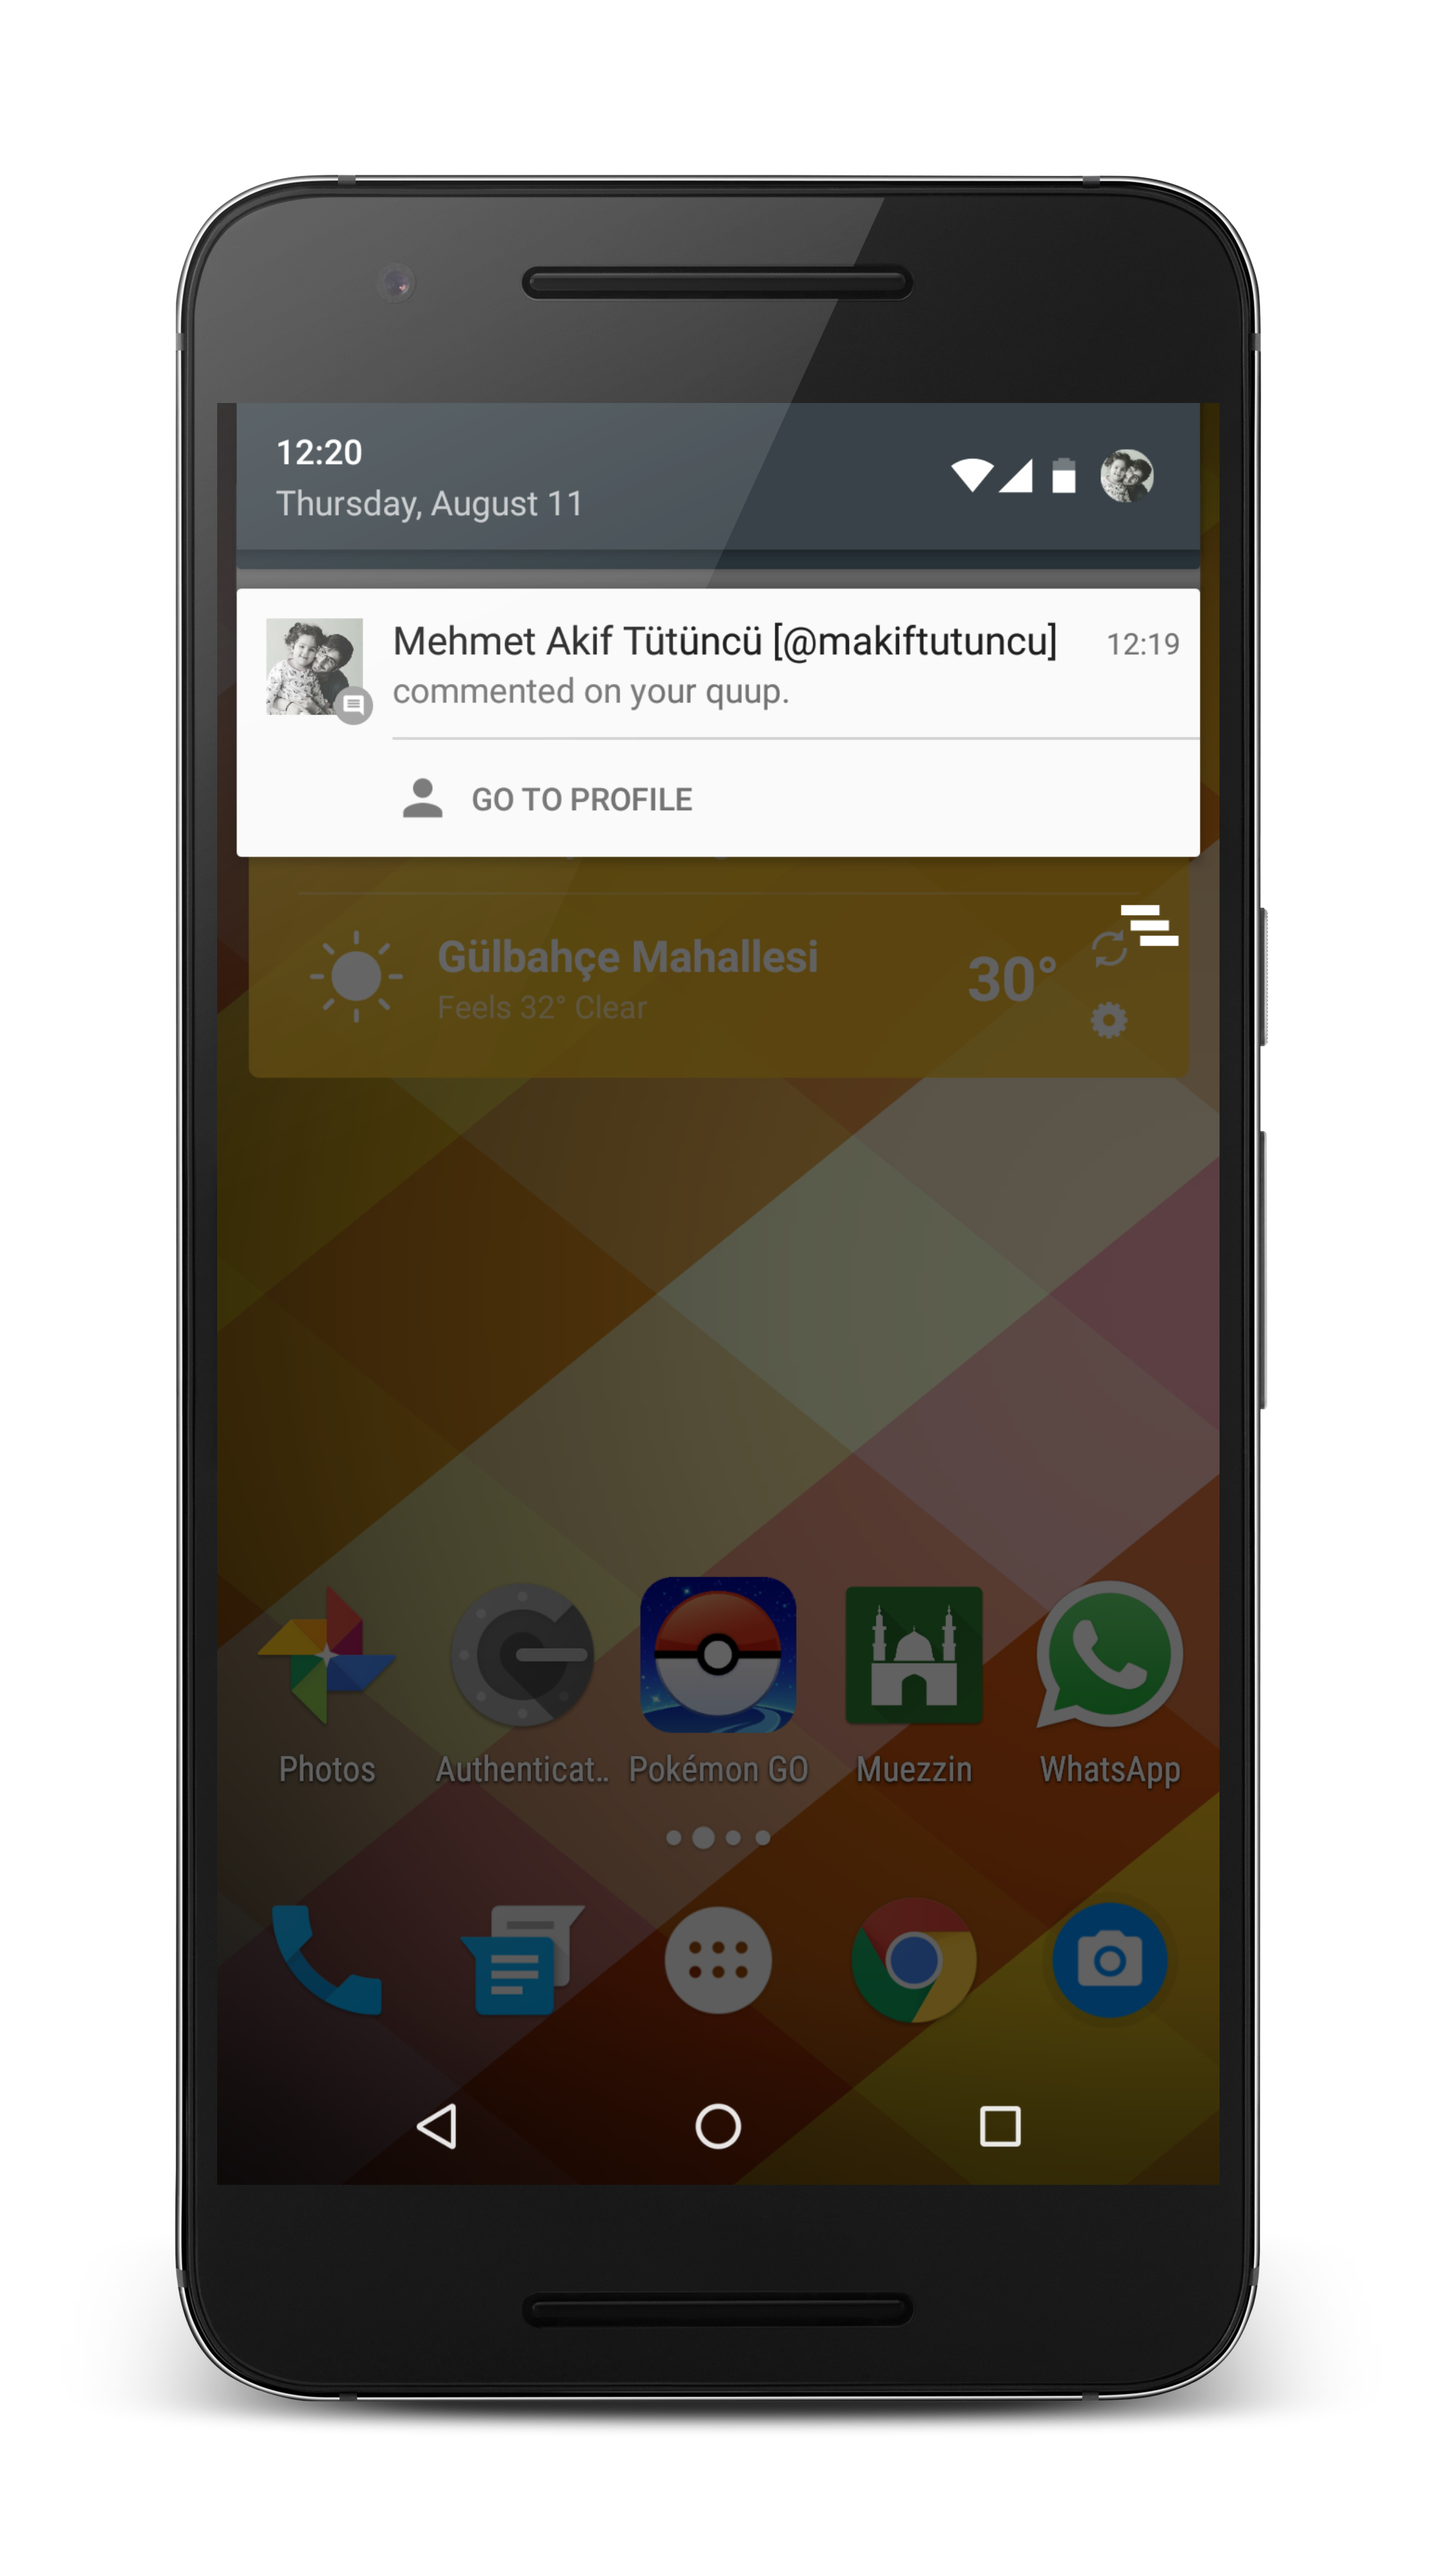 12:20
Thursday, August 11
Mehmet Akif Tütüncü [@makiftutuncu] 12:19
commented on your quup.
GO TO PROFILE
Gülbahçe Mahallesi
30°
Feels 32° Clear
Photos Authenticat.. Pokémon GO Muezzin WhatsApp